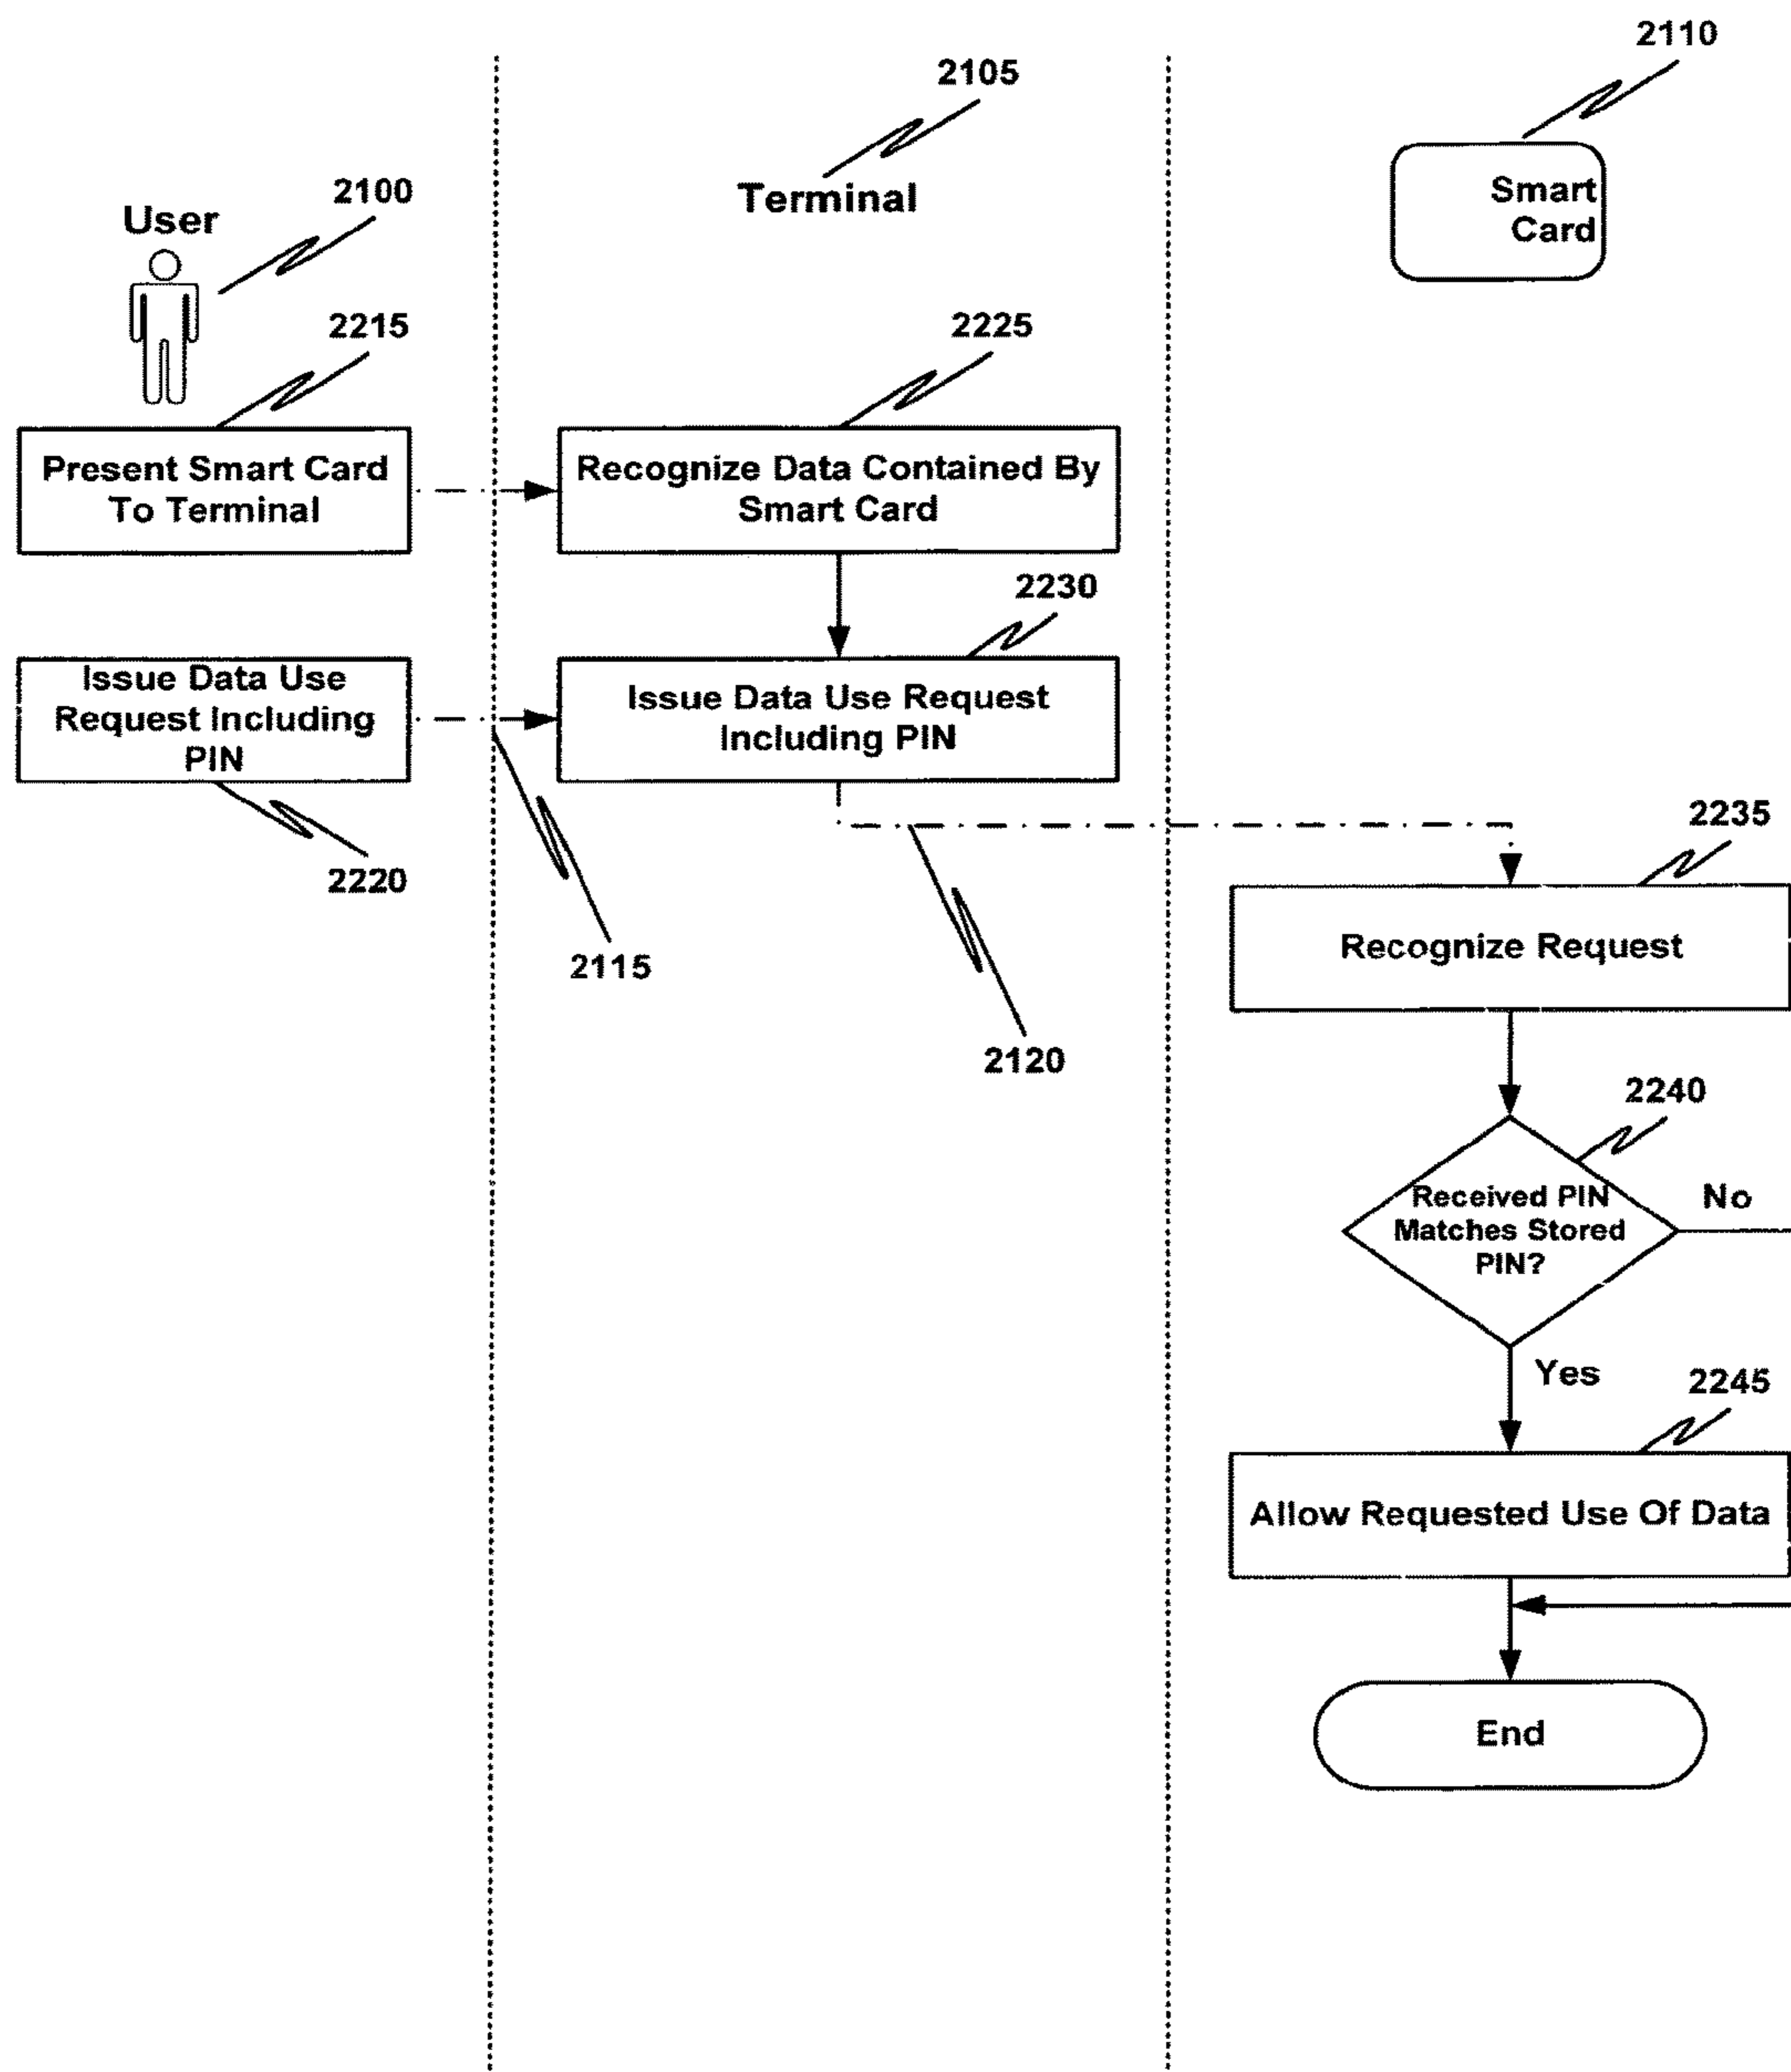 2110
2105
Terminal
Smart
Card
2100
User
2215
2225
Present Smart Card
To Terminal
Recognize Data Contained By
Smart Card
2230
Issue Data Use
Request Including
PIN
Issue Data Use Request
Including PIN
2220
2115
2120
2235
Recognize Request
2240
Received PIN
Matches Stored
PIN?
No
Yes
2245
Allow Requested Use Of Data
End